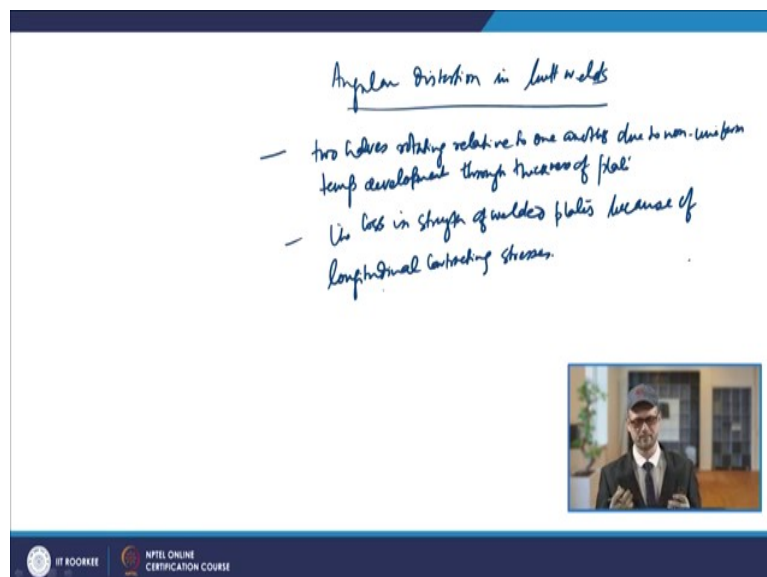 Angular Distortion in butt welds
— two halves rotating relative to one another due to non-uniform
temp development through thickness of plate
— loss in strength of welded plates because of
longitudinal contracting stresses.
IIT ROORKEE
NPTEL ONLINE
CERTIFICATION COURSE